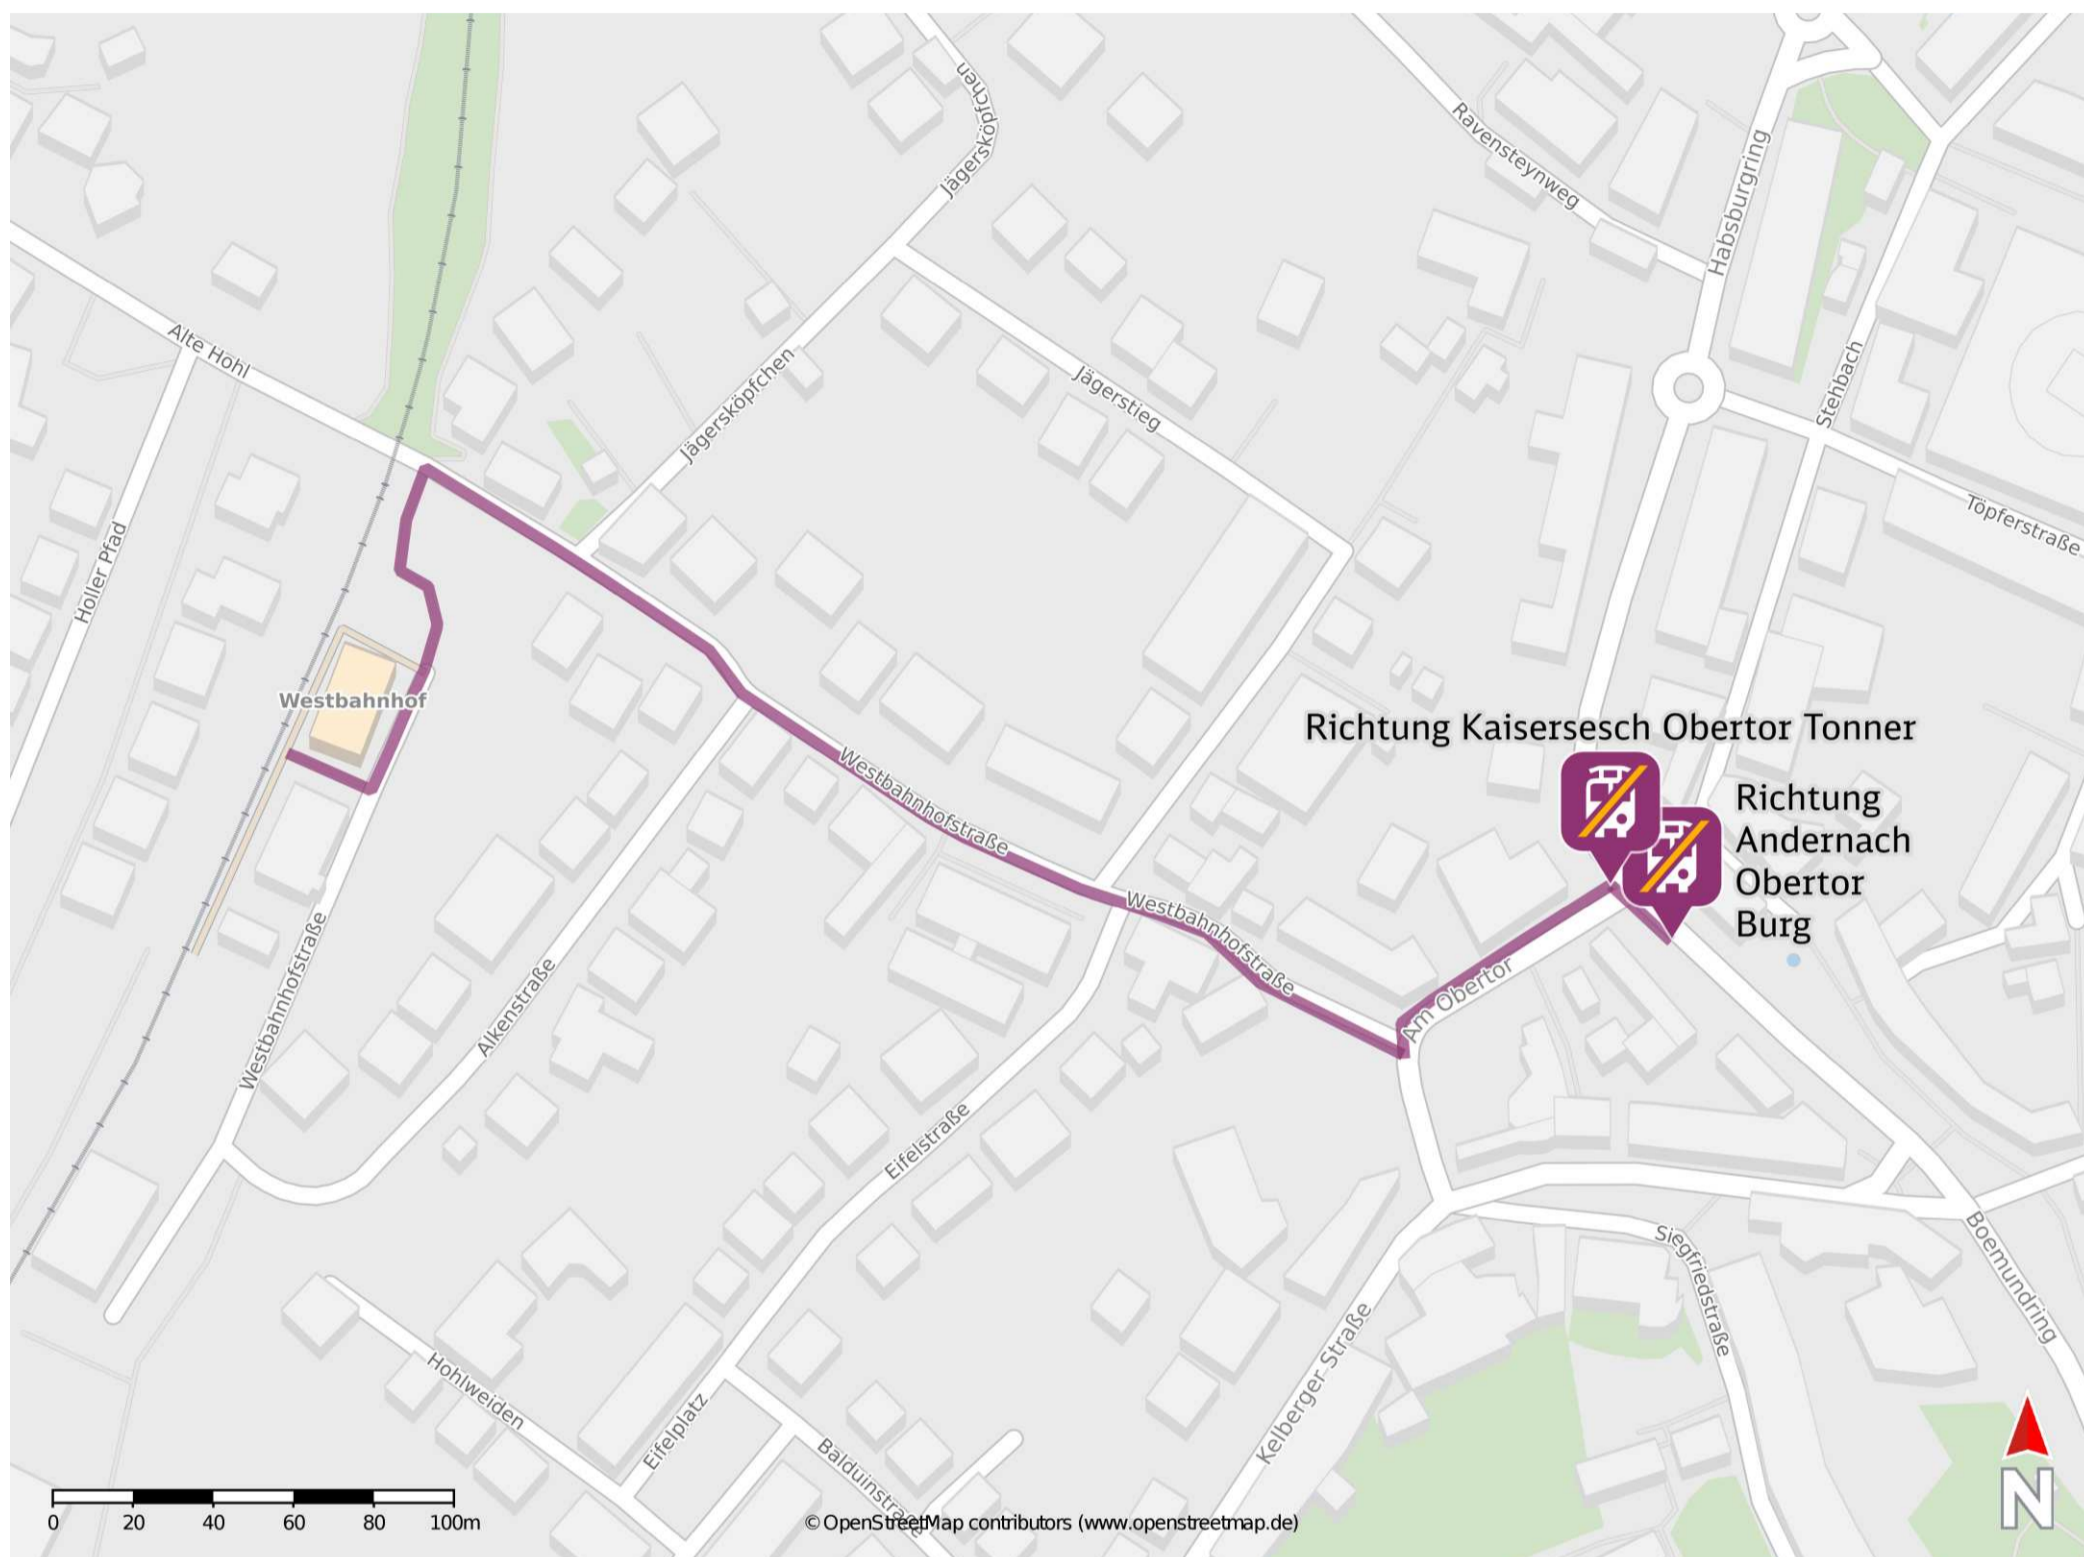 Jägersköpfchen
Jägersköpfchen
Ravensteynweg
Habsburgring
Alte Hohl
Jägersköpfchen
Jägerstieg
Stehbach
Töpferstraße
Holler Pfad
Westbahnhof
Richtung Kaisersesch Obertor Tonner
Richtung
Andernach
Obertor
Burg
Westbahnhofstraße
Westbahnhofstraße
Am Obertor
Westbahnhofstraße
Alkenstraße
Eifelstraße
Siegfriedstraße
Boemundring
Kelberger Straße
Hohlweiden
Eifelplatz
Balduinstraße
N
0 20 40 60 80 100m
© OpenStreetMap contributors (www.openstreetmap.de)